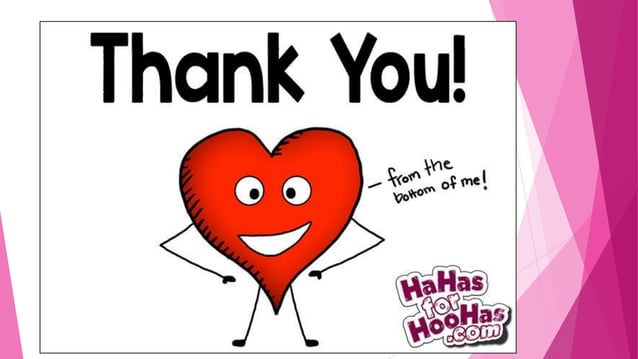 Thank You!
from the
bottom of me!
HaHas
for
HooHas
.com